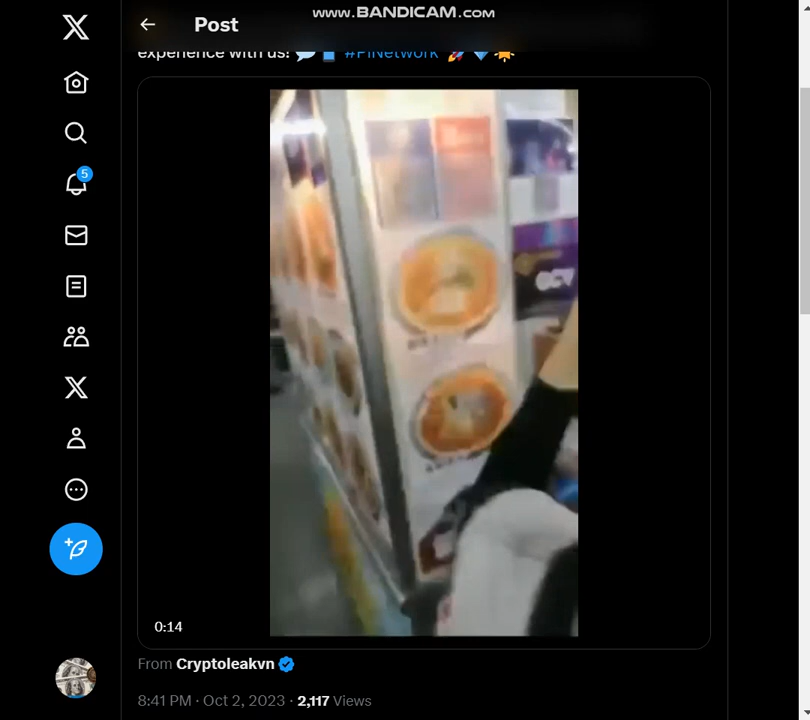 www.BANDICAM.com
Post
experience with us! 💬📱 #PiNetwork 🚀💎🌟
5
0:14
From Cryptoleakvn
8:41 PM · Oct 2, 2023 · 2,117 Views